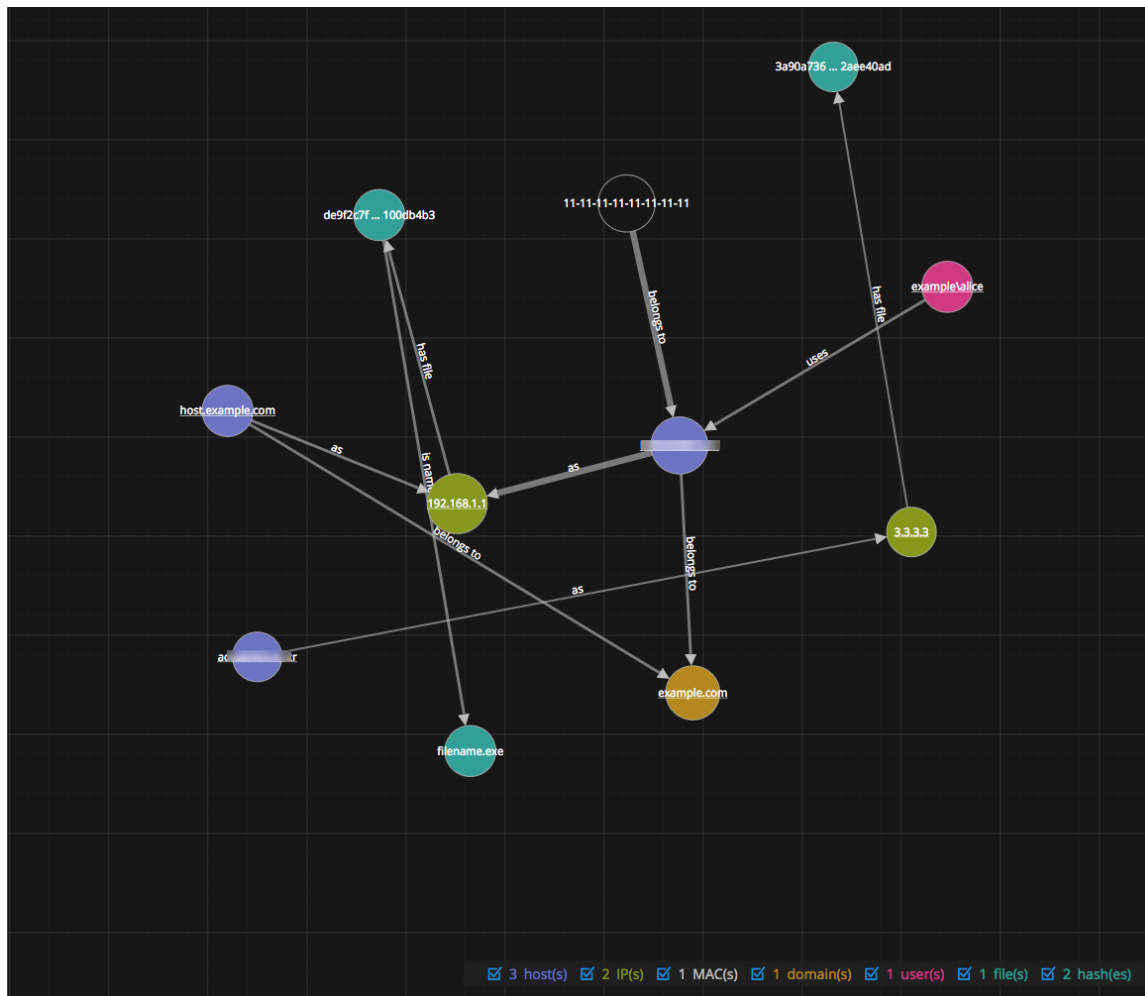 3a90a736 ... 2aee40ad
11-11-11-11-11-11-11-11
de9f2c7f ... 100db4b3
example\alice
has file
belongs to
uses
has file
host.example.com
as
as
192.168.1.1
3.3.3.3
belongs to
belongs to
as
example.com
filename.exe
3 host(s) 2 IP(s) 1 MAC(s) 1 domain(s) 1 user(s) 1 file(s) 2 hash(es)